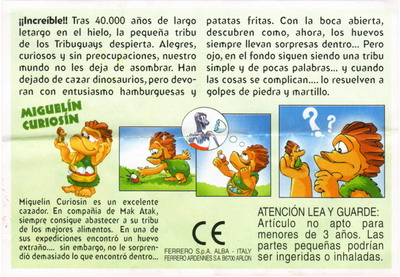 ¡¡Increíble!! Tras 40.000 años de largo
letargo en el hielo, la pequeña tribu
de los Tribuguays despierta. Alegres,
curiosos y sin preocupaciones, nuestro
mundo no les deja de asombrar. Han
dejado de cazar dinosaurios, pero devo-
ran con entusiasmo hamburguesas y
patatas fritas. Con la boca abierta,
descubren como, ahora, los huevos
siempre llevan sorpresas dentro... Pero
ojo, en el fondo siguen siendo una tribu
simple y de pocas palabras... y cuando
las cosas se complican.... lo resuelven a
golpes de piedra y martillo.
MIGUELÍN
CURIOSÍN
? ?
Miguelín Curiosín es un excelente
cazador. En compañía de Mak Atak,
siempre consigue abastecer a su tribu
de los mejores alimentos. En una de
sus expediciones encontró un huevo
extraño.... sin embargo, no le sorpren-
dió demasiado lo que encontró dentro...
CE
FERRERO S.p.A. ALBA - ITALY
FERRERO ARDENNES S.A. B6700 ARLON
ATENCIÓN LEA Y GUARDE:
Artículo no apto para
menores de 3 años. Las
partes pequeñas podrían
ser ingeridas o inhaladas.